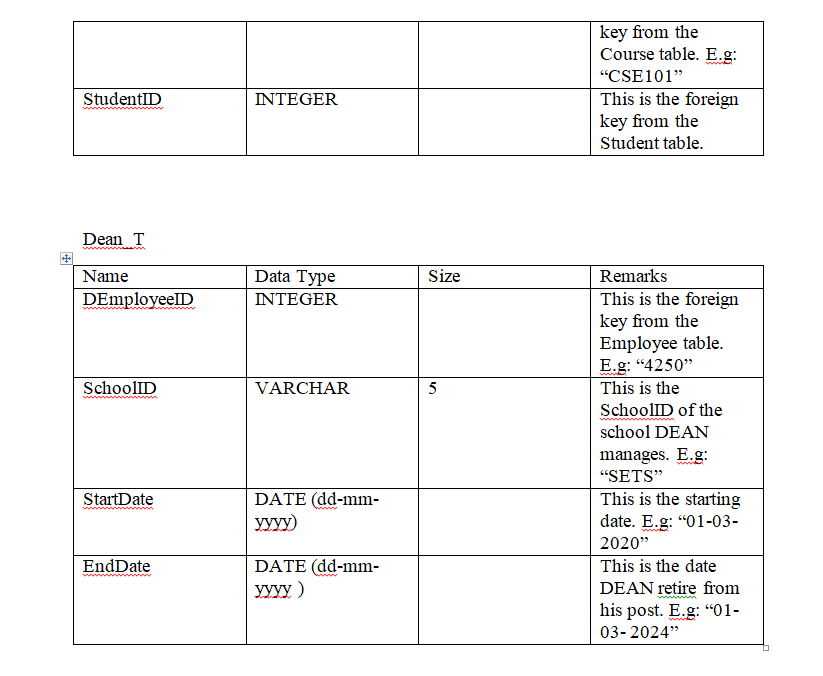 key from the
Course table. E.g:
“CSE101”
StudentID INTEGER This is the foreign
key from the
Student table.
Dean_T
Name Data Type Size Remarks
DEmployeeID INTEGER This is the foreign
key from the
Employee table.
E.g: “4250”
SchoolID VARCHAR 5 This is the
SchoolID of the
school DEAN
manages. E.g:
“SETS”
StartDate DATE (dd-mm- This is the starting
yyyy) date. E.g: “01-03-
2020”
EndDate DATE (dd-mm- This is the date
yyyy ) DEAN retire from
his post. E.g: “01-
03- 2024”